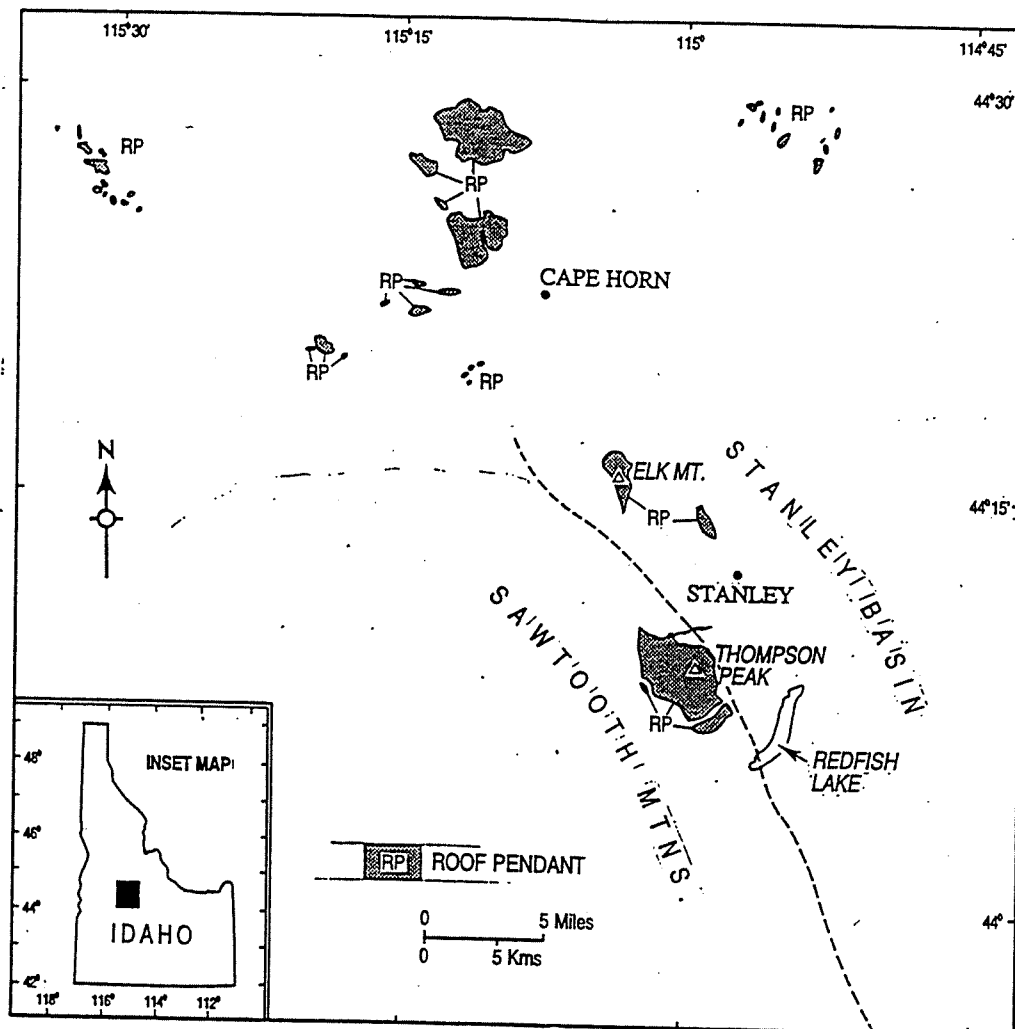 115°30'
115°15'
115°
114°45'
44°30'
RP
RP
RP
RP
CAPE HORN
RP
RP
N
ELK MT.
RP
44°15'
STANLEY BASIN
STANLEY
SAWTOOTH MTNS
THOMPSON
PEAK
RP
REDFISH
LAKE
INSET MAP
48°
46°
44°
42°
IDAHO
118° 116° 114° 112°
RP ROOF PENDANT
0 5 Miles
0 5 Kms
44°